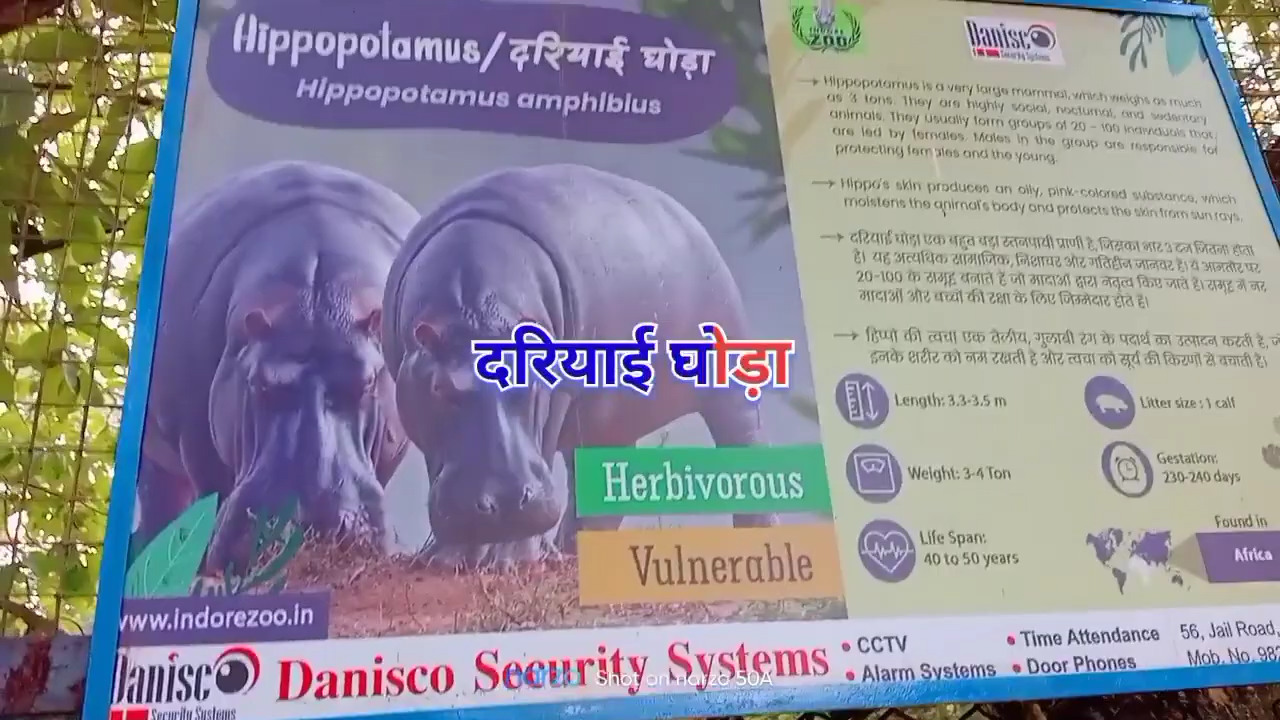 Hippopotamus/दरियाई घोड़ा
Hippopotamus amphibius
INDORE
ZOO
Danisco
Security Systems
→ Hippopotamus is a very large mammal, which weighs as much
as 3 tons. They are highly social, nocturnal, and sedentary
animals. They usually form groups of 20 - 100 individuals that
are led by females. Males in the group are responsible for
protecting females and the young.
→ Hippo's skin produces an oily, pink-colored substance, which
moistens the animal's body and protects the skin from sun rays.
→ दरियाई घोड़ा एक बहुत बड़ा स्तनपायी प्राणी है, जिसका भार 3 टन जितना होता
है। यह अत्यधिक सामाजिक, निशाचर और गतिहीन जानवर है। ये आमतौर पर
20-100 के समूह बनाते हैं जो मादाओं द्वारा नेतृत्व किए जाते हैं। समूह में नर
मादाओं और बच्चों की रक्षा के लिए जिम्मेदार होते हैं।
→ हिप्पो की त्वचा एक तैलीय, गुलाबी रंग के पदार्थ का उत्पादन करती है,
इनके शरीर को नम रखती है और त्वचा को सूर्य की किरणों से बचाती है।
दरियाई घोड़ा
Length: 3.3-3.5 m
Litter size : 1 calf
Weight: 3-4 Ton
Gestation:
230-240 days
Life Span:
40 to 50 years
Found in
Africa
Herbivorous
Vulnerable
www.indorezoo.in
Danisco
Security Systems
Danisco Security Systems
• CCTV
• Alarm Systems
• Time Attendance
• Door Phones
56, Jail Road,
Mob. No. 982
narzo Shot on narzo 50A